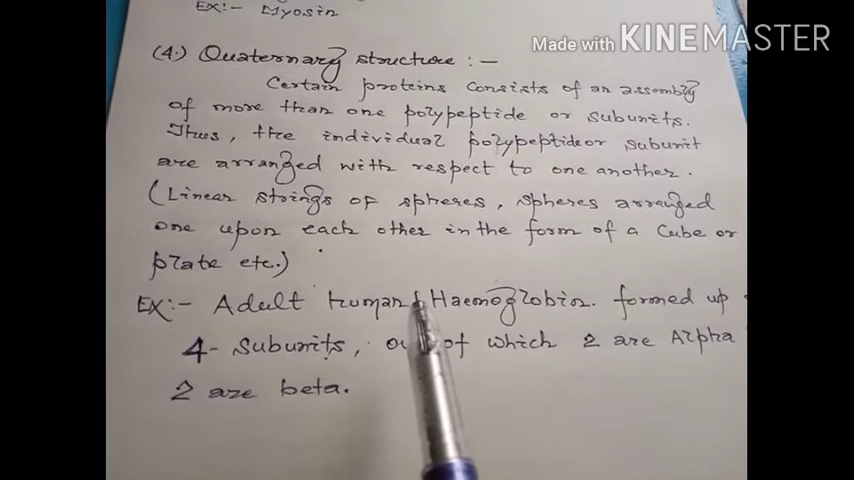 EX:- Myosin
Made with KINEMASTER
(4.) Quaternary structure :-
Certain proteins consists of an assembly
of more than one polypeptide or subunits.
Thus, the individual polypeptide or subunit
are arranged with respect to one another.
(Linear strings of spheres, spheres arranged
one upon each other in the form of a Cube or
plate etc.)
EX:- Adult human Haemoglobin. formed up
4- Subunits, of which 2 are Alpha
2 are beta.